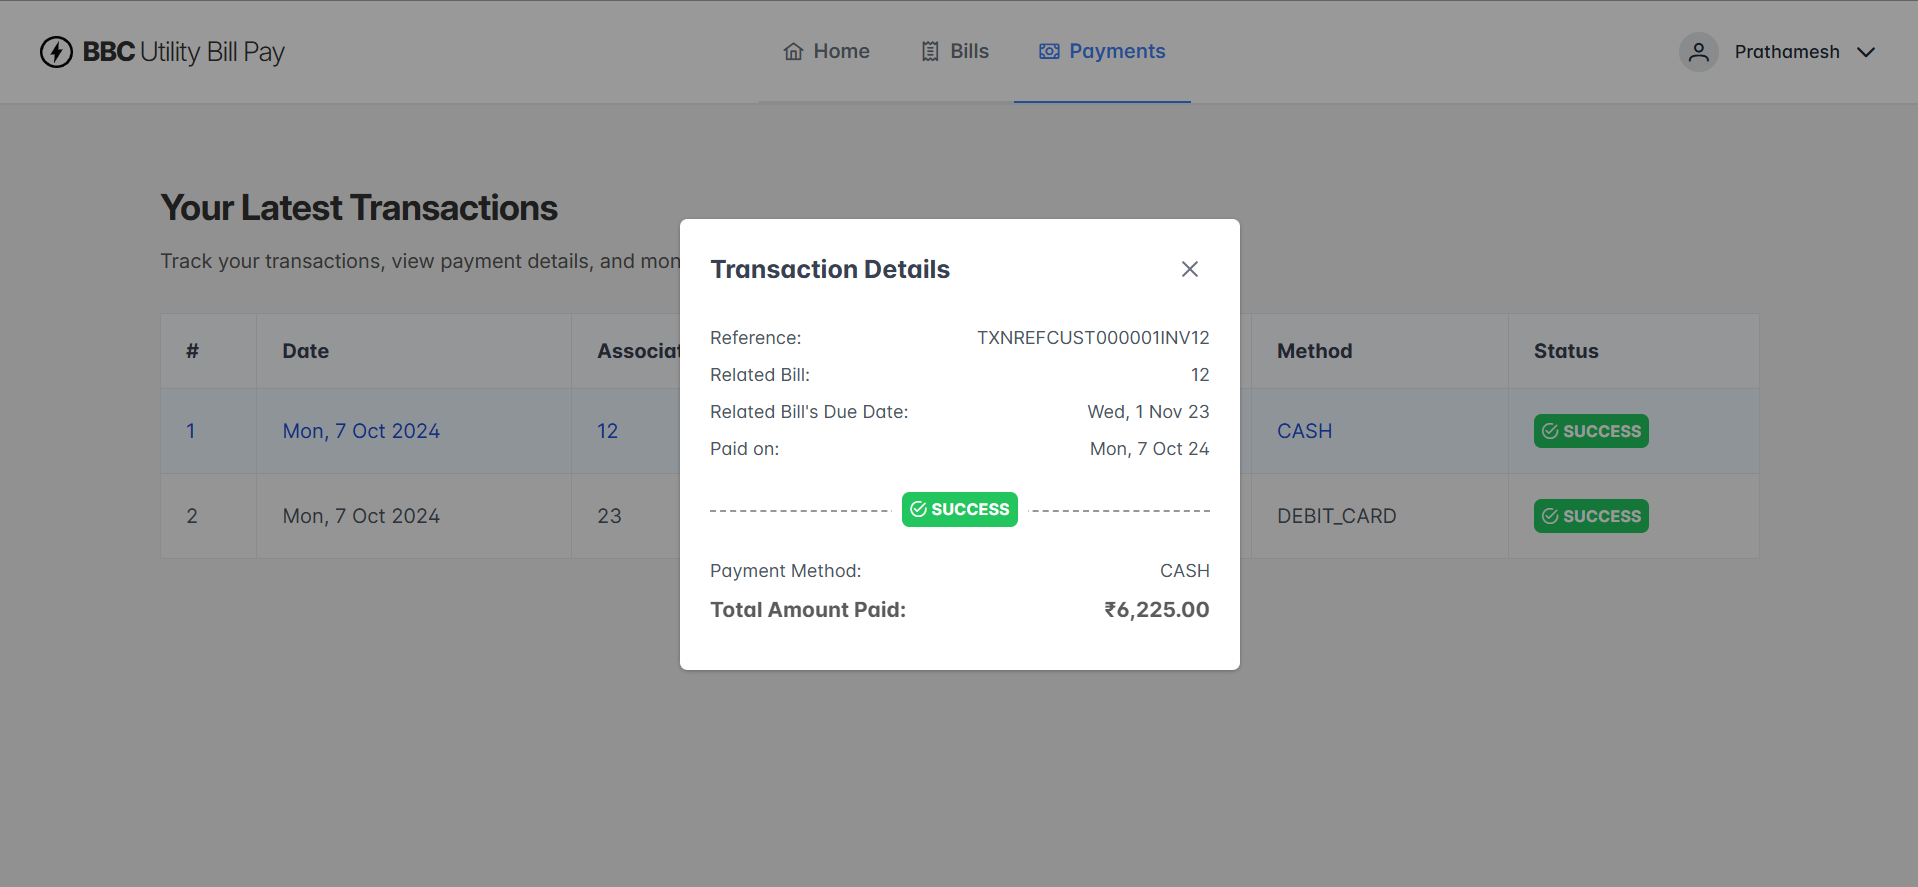 BBC Utility Bill Pay
Home Bills Payments
Prathamesh
Your Latest Transactions
Track your transactions, view payment details, and mon
# Date Associat Method Status
1 Mon, 7 Oct 2024 12 CASH SUCCESS
2 Mon, 7 Oct 2024 23 DEBIT_CARD SUCCESS
Transaction Details
Reference: TXNREFCUST000001INV12
Related Bill: 12
Related Bill's Due Date: Wed, 1 Nov 23
Paid on: Mon, 7 Oct 24
SUCCESS
Payment Method: CASH
Total Amount Paid: ₹6,225.00